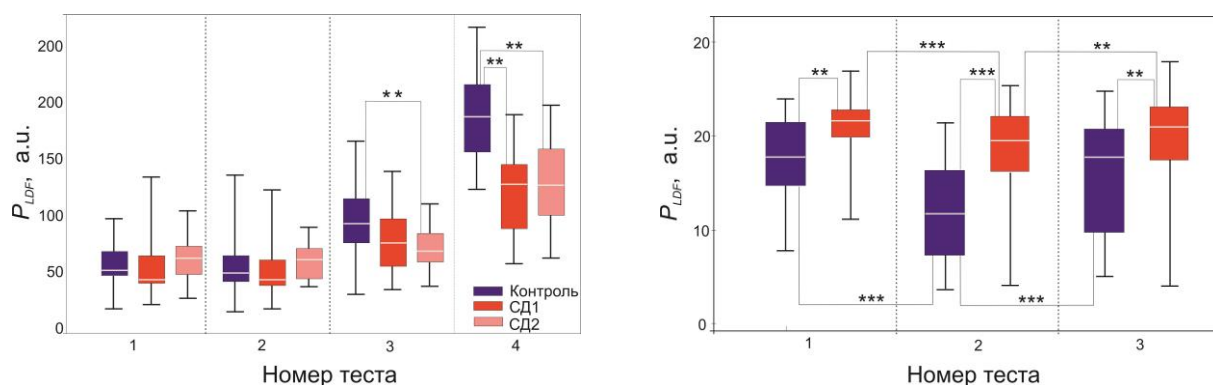 P_LDF, a.u.
200
200
150
100
50
0
**
**
**
Контроль
СД1
СД2
1 2 3 4
Номер теста
P_LDF, a.u.
20
20
10
0
*** **
** *** **
*** ***
1 2 3
Номер теста